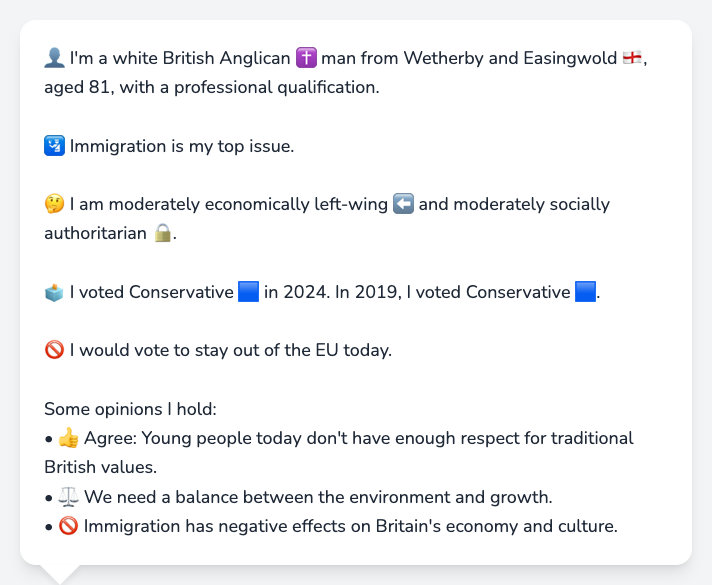 👤 I'm a white British Anglican ✝️ man from Wetherby and Easingwold 🏴󠁧󠁢󠁥󠁮󠁧󠁿,
aged 81, with a professional qualification.
🛂 Immigration is my top issue.
🤔 I am moderately economically left-wing ⬅️ and moderately socially
authoritarian 🔒.
🗳️ I voted Conservative 🟦 in 2024. In 2019, I voted Conservative 🟦.
🚫 I would vote to stay out of the EU today.
Some opinions I hold:
• 👍 Agree: Young people today don't have enough respect for traditional
British values.
• ⚖️ We need a balance between the environment and growth.
• 🚫 Immigration has negative effects on Britain's economy and culture.